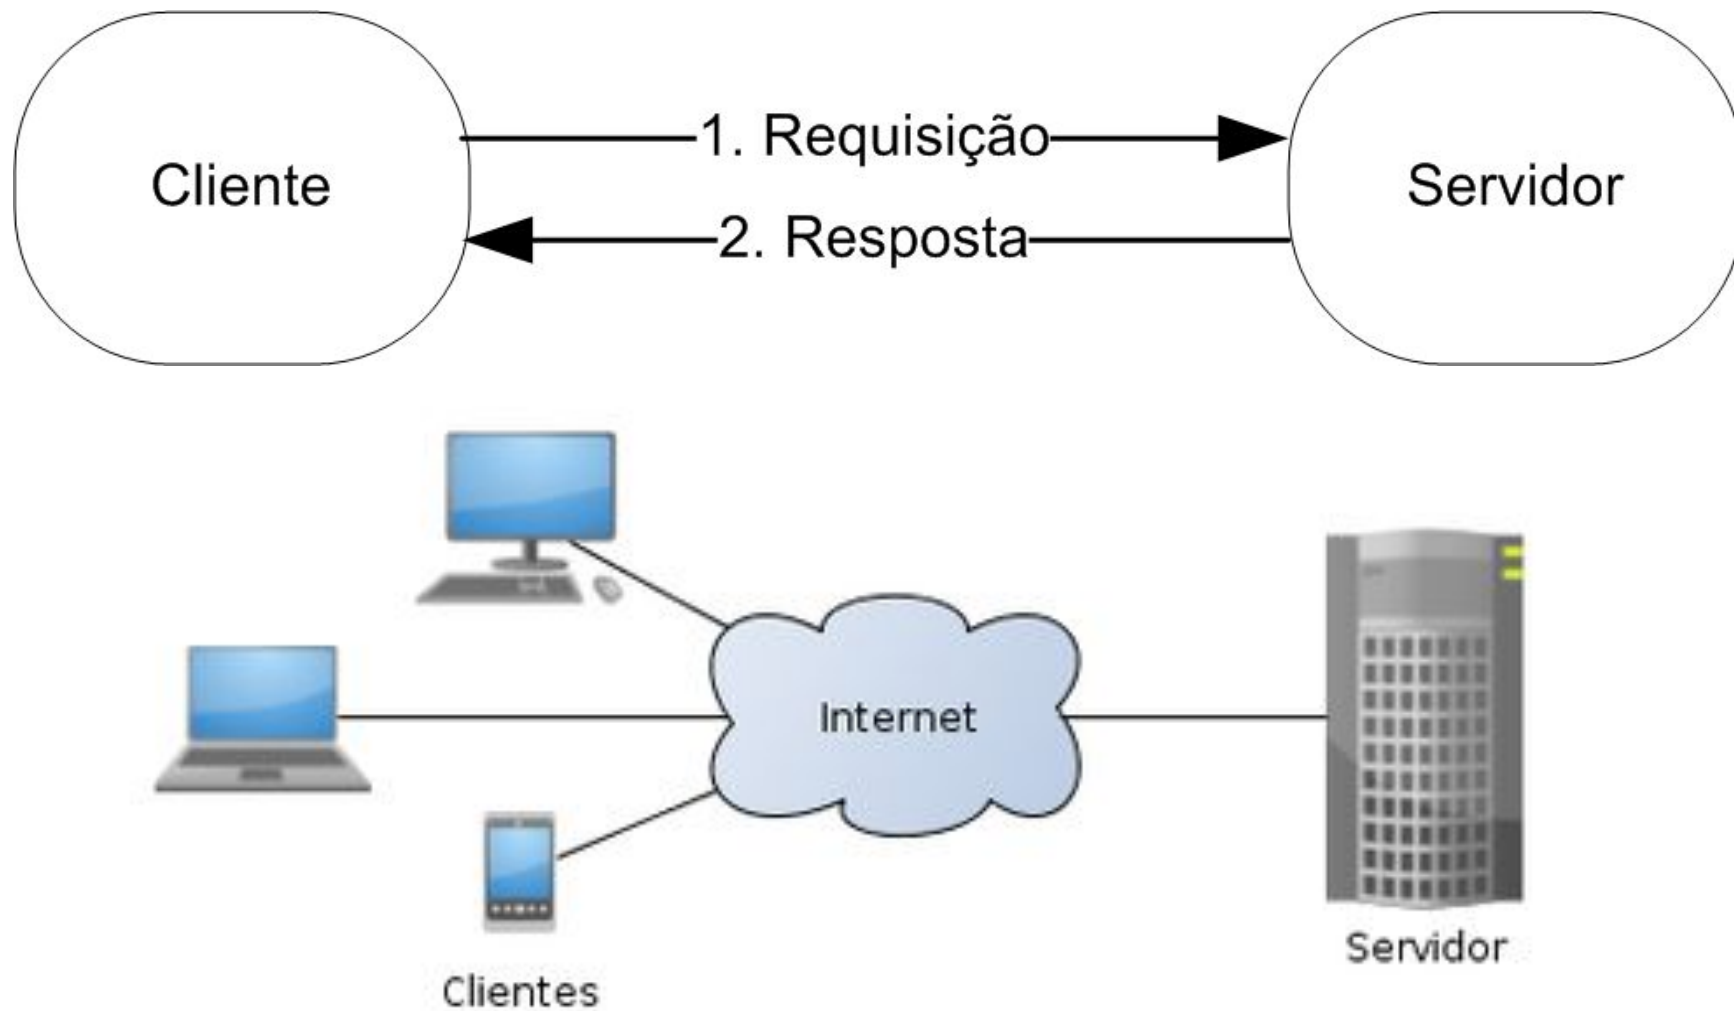 Cliente
1. Requisição
Servidor
2. Resposta
Internet
Servidor
Clientes